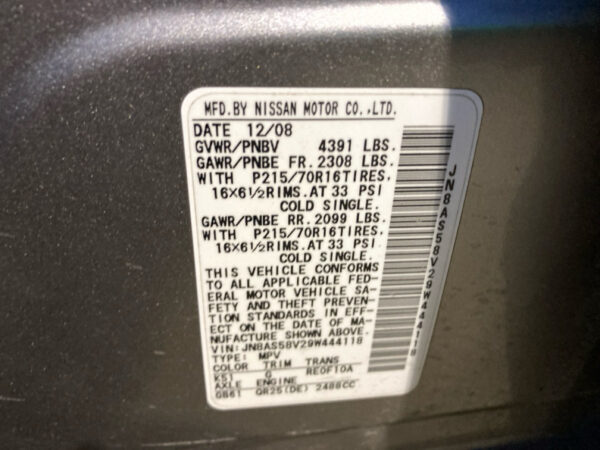 MFD.BY NISSAN MOTOR CO.,LTD.
DATE 12/08
GVWR/PNBV 4391 LBS.
GAWR/PNBE FR.2308 LBS.
WITH P215/70R16TIRES,
16X6½RIMS.AT 33 PSI
COLD SINGLE.
GAWR/PNBE RR.2099 LBS.
WITH P215/70R16TIRES,
16X6½RIMS.AT 33 PSI
COLD SINGLE.
THIS VEHICLE CONFORMS
TO ALL APPLICABLE FED-
ERAL MOTOR VEHICLE SA-
FETY AND THEFT PREVEN-
TION STANDARDS IN EFF-
ECT ON THE DATE OF MA-
NUFACTURE SHOWN ABOVE.
VIN:JN8AS58V29W444118
TYPE: MPV
COLOR TRIM TRANS
K51 G RE0F10A
AXLE ENGINE
GB61 QR25(DE) 2488CC
JN8AS58V29W444118